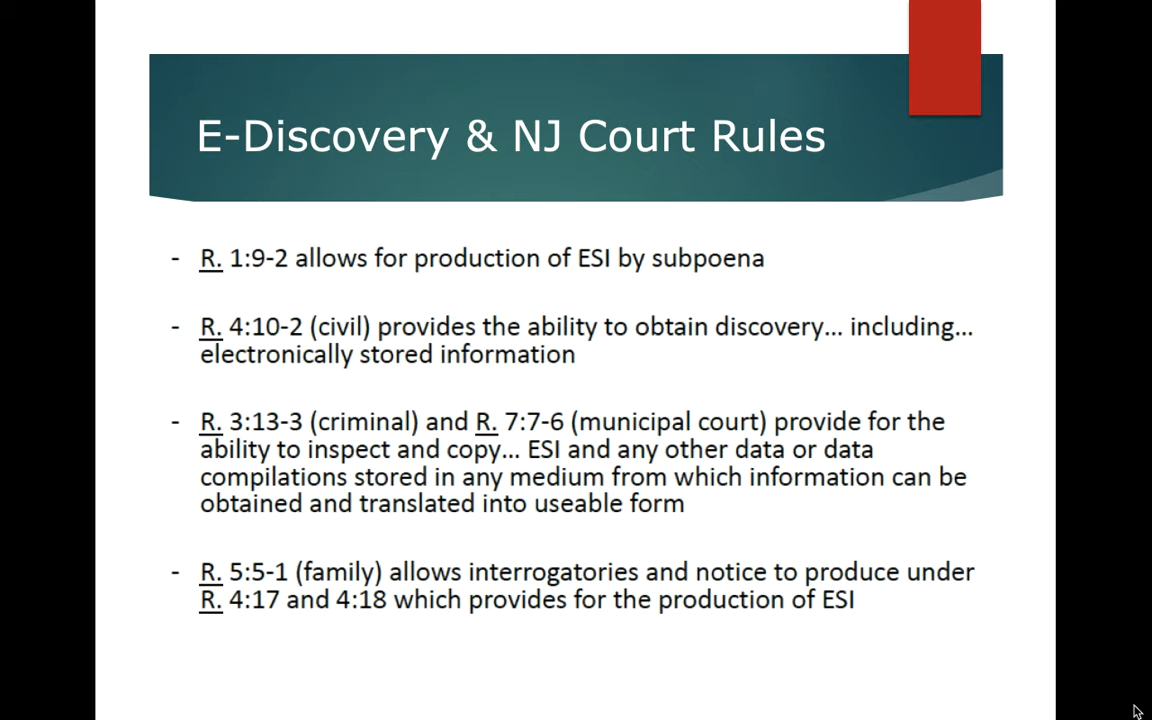 E-Discovery & NJ Court Rules
- R. 1:9-2 allows for production of ESI by subpoena
- R. 4:10-2 (civil) provides the ability to obtain discovery... including...
electronically stored information
- R. 3:13-3 (criminal) and R. 7:7-6 (municipal court) provide for the
ability to inspect and copy... ESI and any other data or data
compilations stored in any medium from which information can be
obtained and translated into useable form
- R. 5:5-1 (family) allows interrogatories and notice to produce under
R. 4:17 and 4:18 which provides for the production of ESI